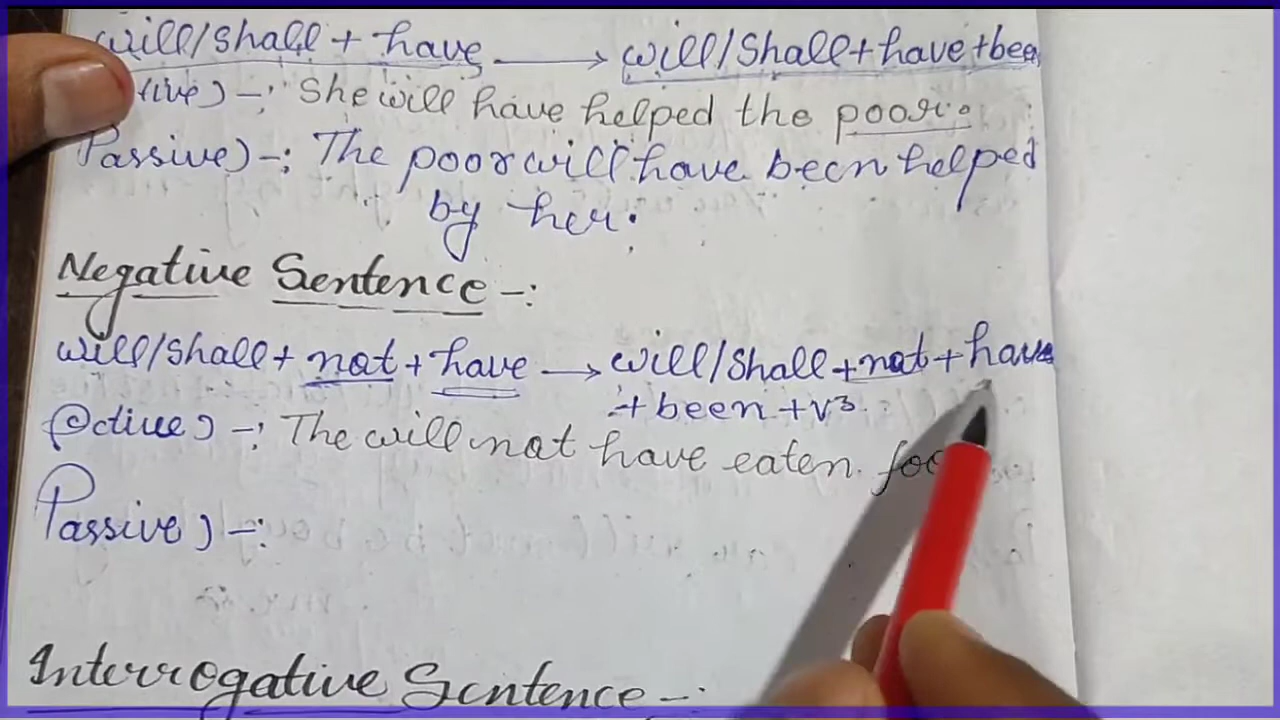 will/shall + have → will/shall + have + been
tive) -: She will have helped the poor.
Passive) -: The poor will have been helped
by her.
Negative Sentence -:
will/shall + not + have → will/shall + not + have
+ been + v3.
Active) -: The will not have eaten
Passive) -:
Interrogative Sentence -: